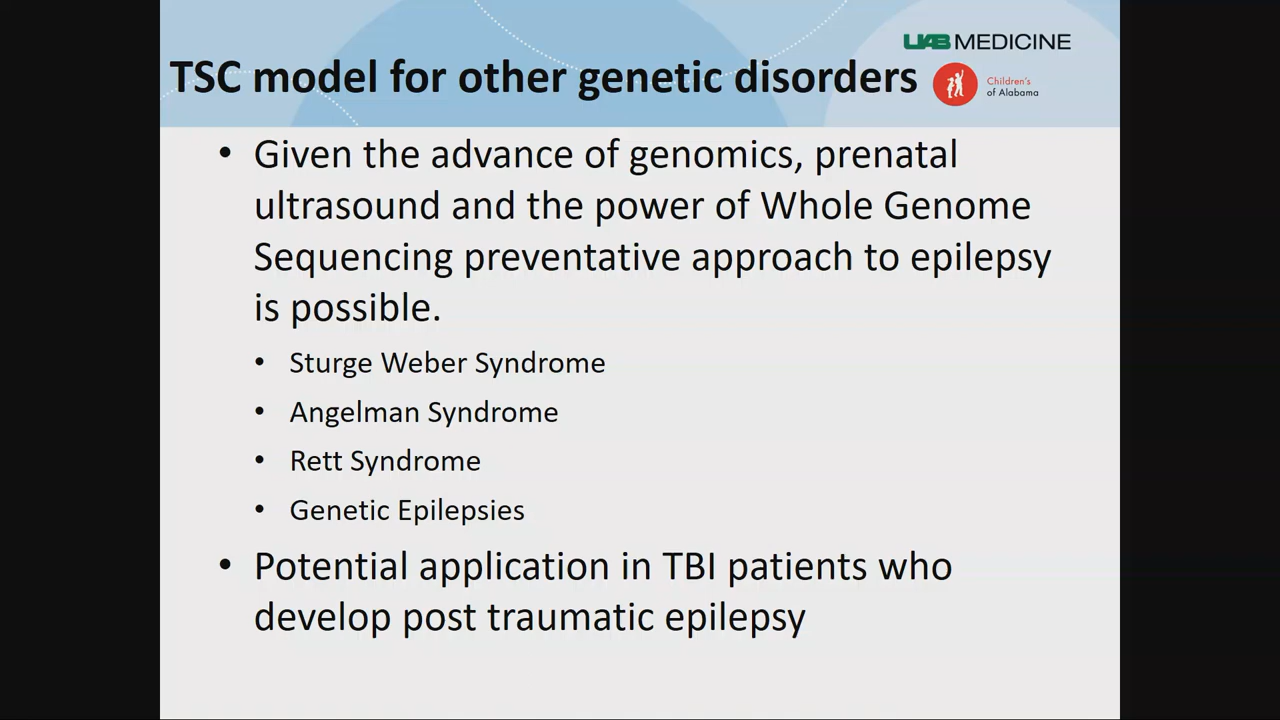 UAB MEDICINE
TSC model for other genetic disorders
Children's
of Alabama
• Given the advance of genomics, prenatal
ultrasound and the power of Whole Genome
Sequencing preventative approach to epilepsy
is possible.
• Sturge Weber Syndrome
• Angelman Syndrome
• Rett Syndrome
• Genetic Epilepsies
• Potential application in TBI patients who
develop post traumatic epilepsy